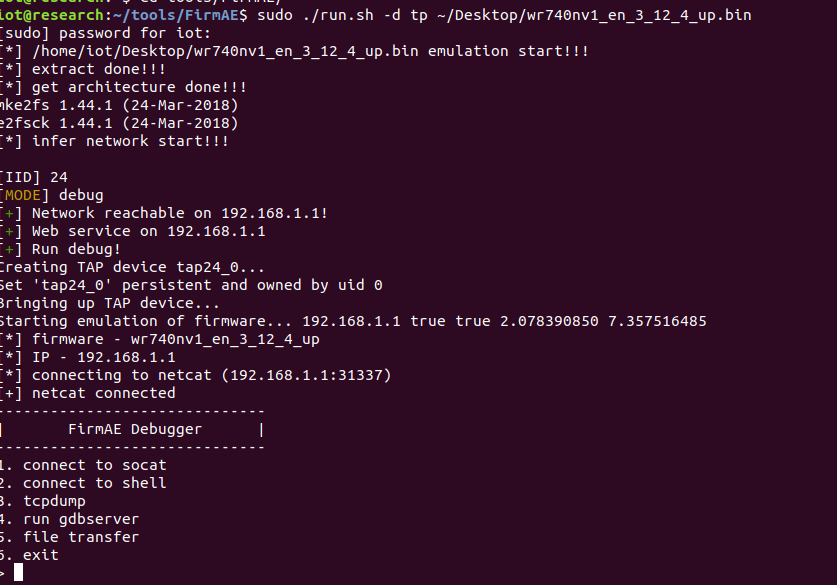 iot@research:~/tools/FirmAE$ sudo ./run.sh -d tp ~/Desktop/wr740nv1_en_3_12_4_up.bin
[sudo] password for iot:
[*] /home/iot/Desktop/wr740nv1_en_3_12_4_up.bin emulation start!!!
[*] extract done!!!
[*] get architecture done!!!
mke2fs 1.44.1 (24-Mar-2018)
e2fsck 1.44.1 (24-Mar-2018)
[*] infer network start!!!
[IID] 24
[MODE] debug
[+] Network reachable on 192.168.1.1!
[+] Web service on 192.168.1.1
[+] Run debug!
Creating TAP device tap24_0...
Set 'tap24_0' persistent and owned by uid 0
Bringing up TAP device...
Starting emulation of firmware... 192.168.1.1 true true 2.078390850 7.357516485
[*] firmware - wr740nv1_en_3_12_4_up
[*] IP - 192.168.1.1
[*] connecting to netcat (192.168.1.1:31337)
[+] netcat connected
------------------------------
|       FirmAE Debugger      |
------------------------------
1. connect to socat
2. connect to shell
3. tcpdump
4. run gdbserver
5. file transfer
6. exit
>